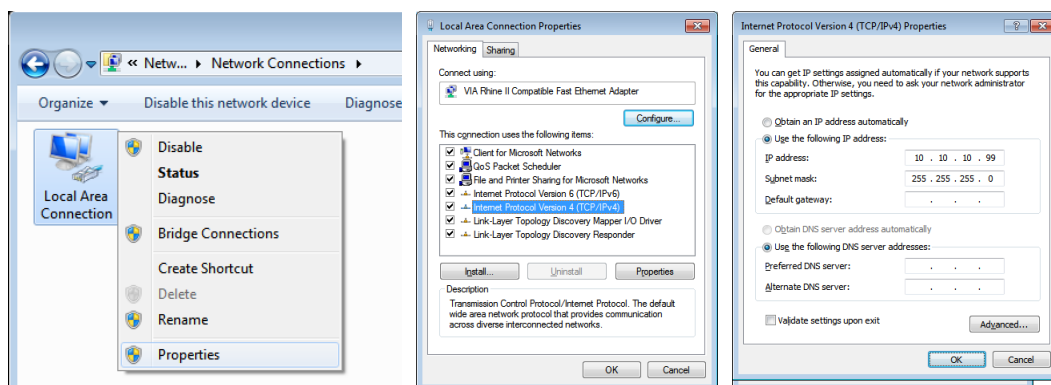 « Netw... ▸ Network Connections ▸
Organize ▾ Disable this network device Diagnose
Local Area
Connection
Disable
Status
Diagnose
Bridge Connections
Create Shortcut
Delete
Rename
Properties
Local Area Connection Properties
Networking Sharing
Connect using:
VIA Rhine II Compatible Fast Ethernet Adapter
Configure...
This connection uses the following items:
Client for Microsoft Networks
QoS Packet Scheduler
File and Printer Sharing for Microsoft Networks
Internet Protocol Version 6 (TCP/IPv6)
Internet Protocol Version 4 (TCP/IPv4)
Link-Layer Topology Discovery Mapper I/O Driver
Link-Layer Topology Discovery Responder
Install... Uninstall Properties
Description
Transmission Control Protocol/Internet Protocol. The default
wide area network protocol that provides communication
across diverse interconnected networks.
OK Cancel
Internet Protocol Version 4 (TCP/IPv4) Properties
General
You can get IP settings assigned automatically if your network supports
this capability. Otherwise, you need to ask your network administrator
for the appropriate IP settings.
Obtain an IP address automatically
Use the following IP address:
IP address: 10 . 10 . 10 . 99
Subnet mask: 255 . 255 . 255 . 0
Default gateway: . . .
Obtain DNS server address automatically
Use the following DNS server addresses:
Preferred DNS server: . . .
Alternate DNS server: . . .
Validate settings upon exit
Advanced...
OK Cancel